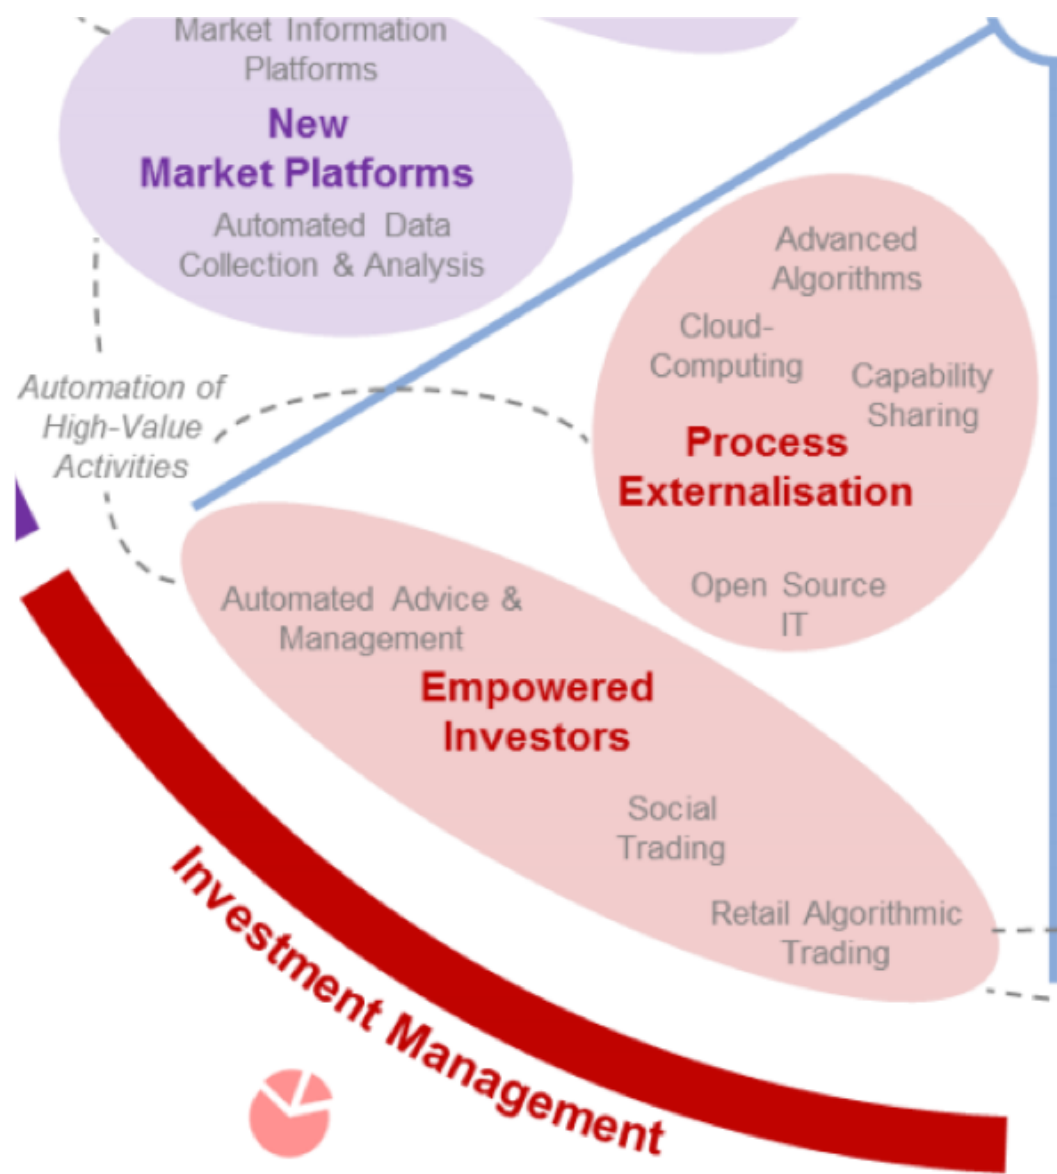 Market Information
Platforms
New
Market Platforms
Automated Data
Collection & Analysis
Advanced
Algorithms
Cloud-
Computing
Capability
Sharing
Process
Externalisation
Open Source
IT
Automation of
High-Value
Activities
Automated Advice &
Management
Empowered
Investors
Social
Trading
Retail Algorithmic
Trading
Investment Management